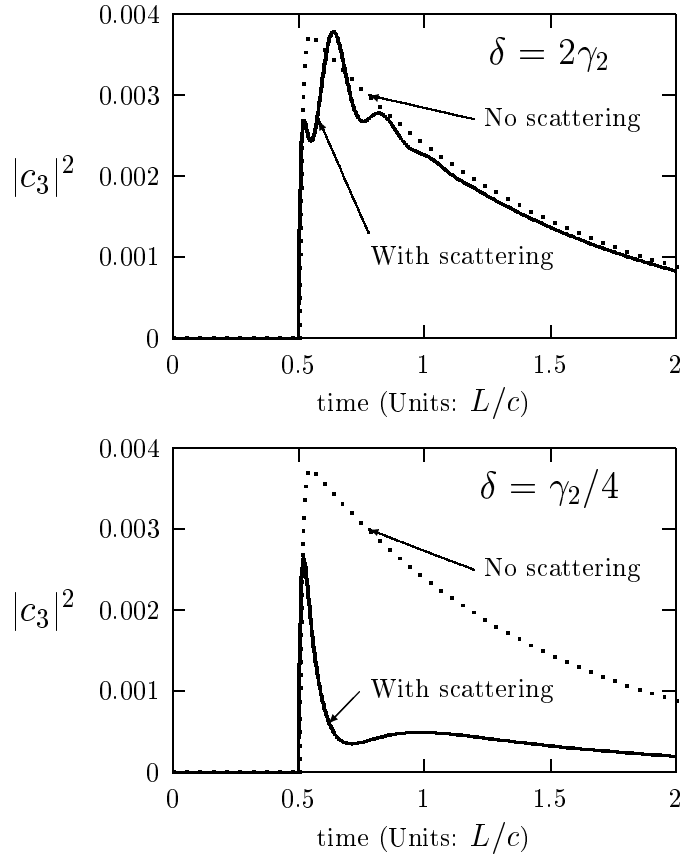 0.004
δ = 2γ₂
0.003
No scattering
|c₃|²
0.002
With scattering
0.001
0
0 0.5 1 1.5 2
time (Units: L/c)
0.004
δ = γ₂/4
0.003
No scattering
|c₃|²
0.002
With scattering
0.001
0
0 0.5 1 1.5 2
time (Units: L/c)